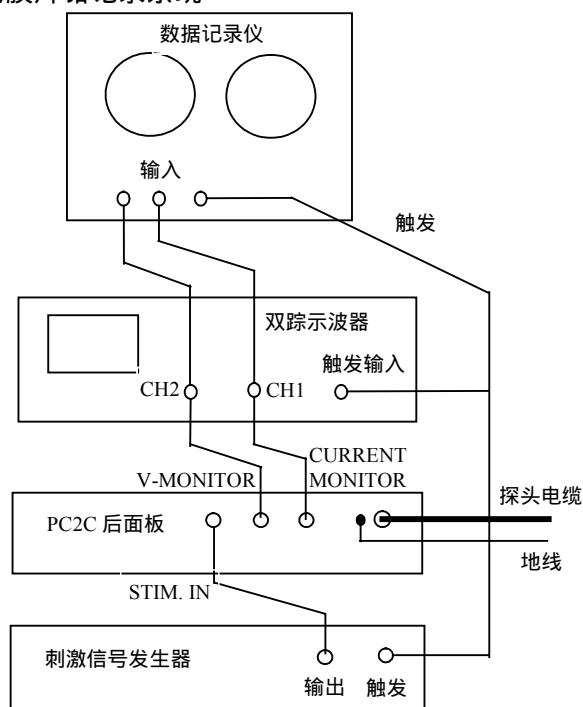 数据记录仪
输入
触发
双踪示波器
触发输入
CH2
CH1
CURRENT
V-MONITOR
MONITOR
PC2C 后面板
探头电缆
地线
STIM. IN
刺激信号发生器
输出
触发